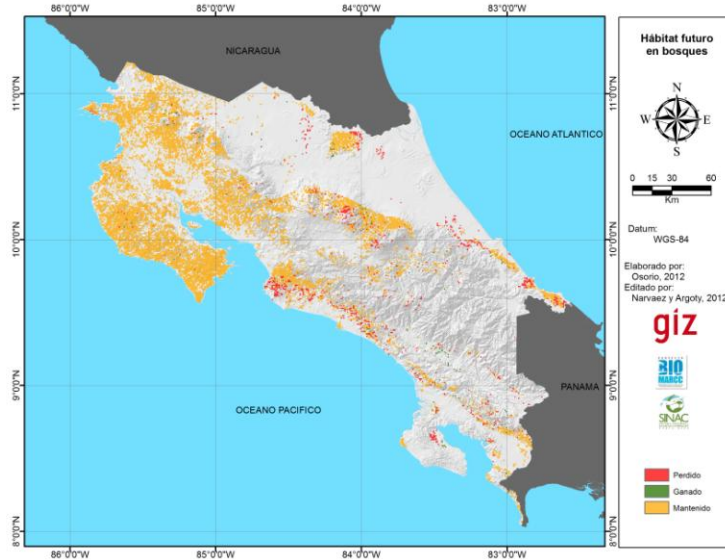 86°0'0"W
85°0'0"W
84°0'0"W
83°0'0"W
Hábitat futuro
en bosques
N
W E
S
0 15 30 60
Km
Datum:
WGS-84
Elaborado por:
Osorio, 2012
Editado por:
Narvaez y Argoty, 2012
giz
BIO
MARCC
SINAC
Perdido
Ganado
Mantenido
NICARAGUA
OCEANO ATLANTICO
OCEANO PACIFICO
PANAMA
11°0'0"N
10°0'0"N
9°0'0"N
8°0'0"N
11°0'0"N
10°0'0"N
9°0'0"N
8°0'0"N
86°0'0"W
85°0'0"W
84°0'0"W
83°0'0"W